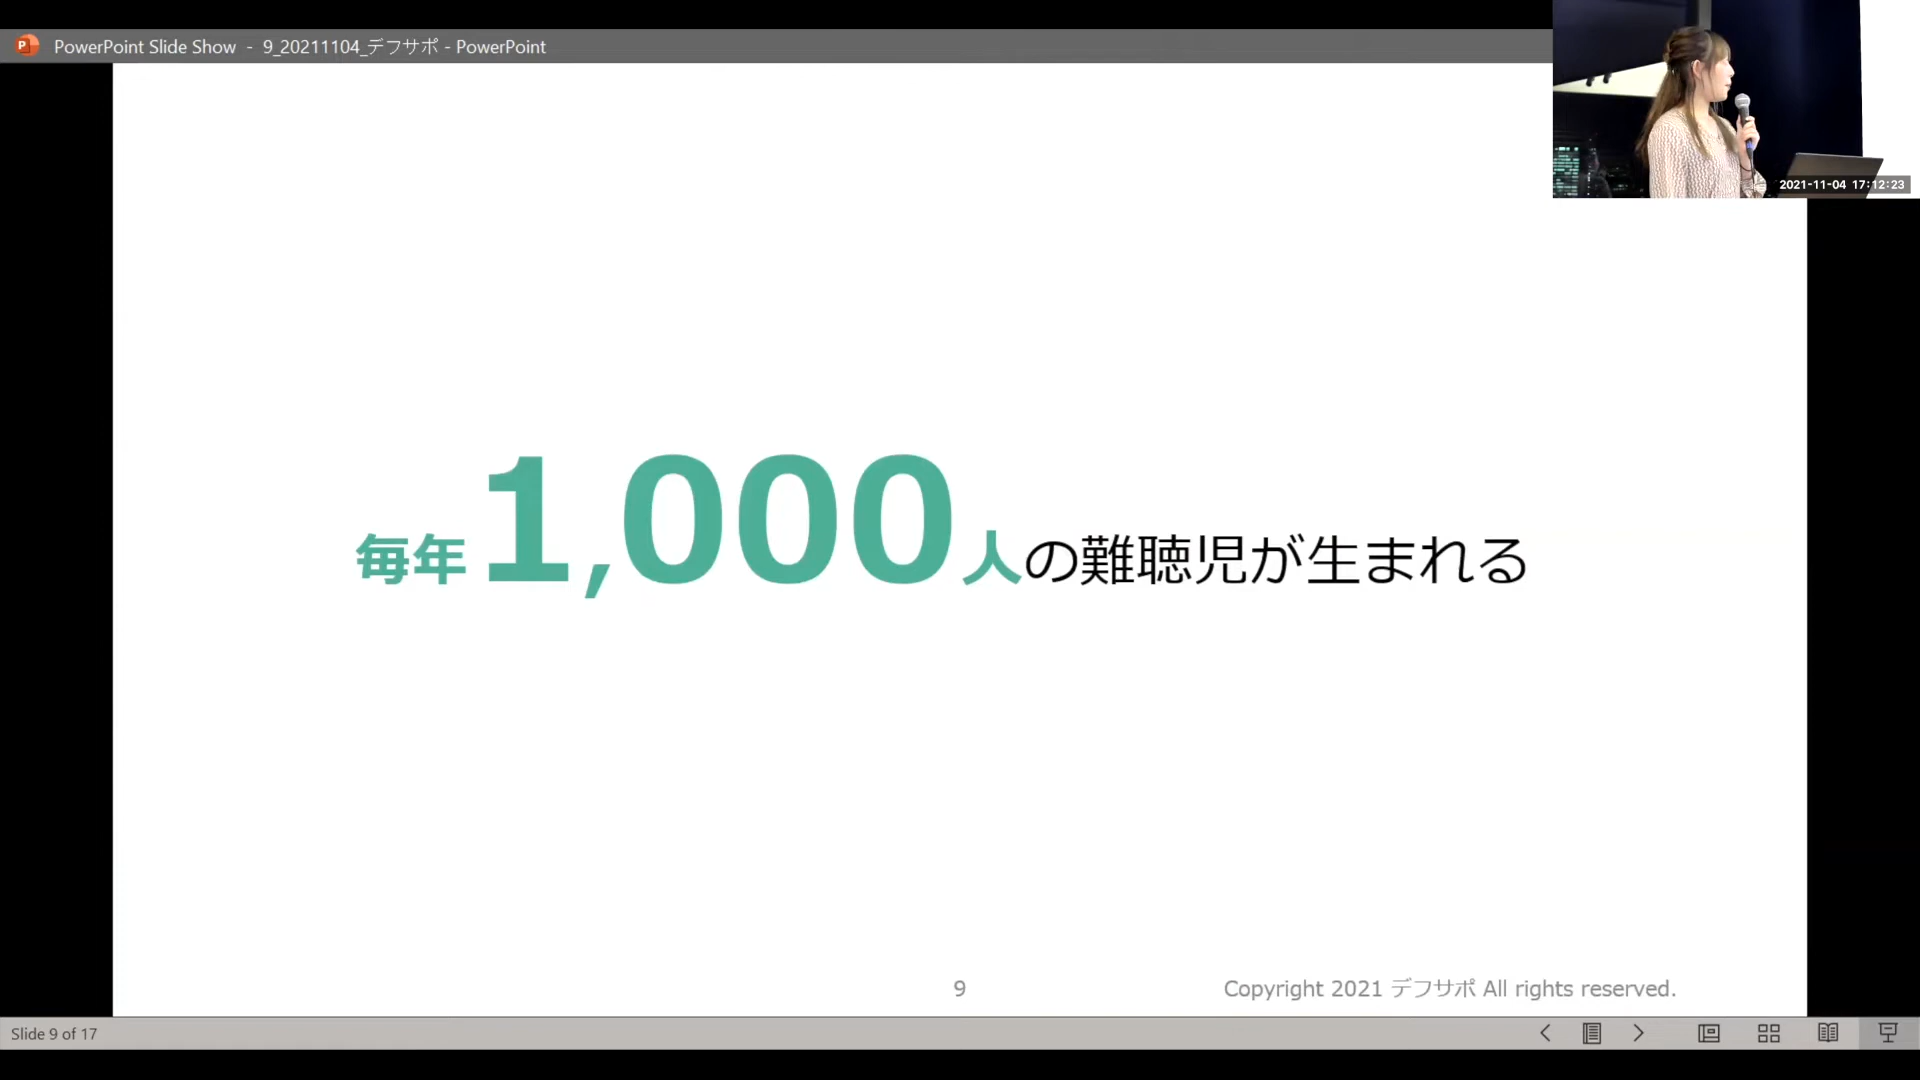 PowerPoint Slide Show - 9_20211104_デフサポ - PowerPoint
2021-11-04 17:12:23
毎年1,000人の難聴児が生まれる
9
Copyright 2021 デフサポ All rights reserved.
Slide 9 of 17